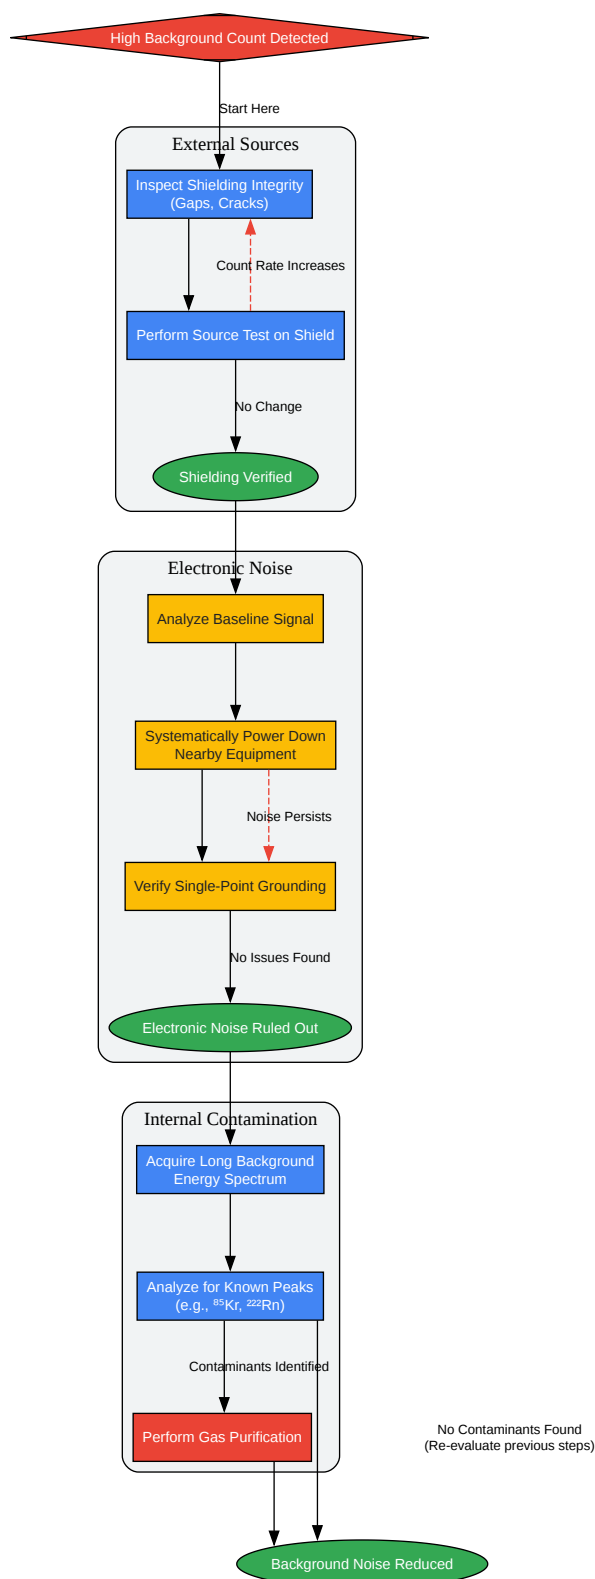 High Background Count Detected
Start Here
External Sources
Inspect Shielding Integrity
(Gaps, Cracks)
Count Rate Increases
Perform Source Test on Shield
No Change
Shielding Verified
Electronic Noise
Analyze Baseline Signal
Systematically Power Down
Nearby Equipment
Noise Persists
Verify Single-Point Grounding
No Issues Found
Electronic Noise Ruled Out
Internal Contamination
Acquire Long Background
Energy Spectrum
Analyze for Known Peaks
(e.g., ⁸⁵Kr, ²²²Rn)
Contaminants Identified
Perform Gas Purification
No Contaminants Found
(Re-evaluate previous steps)
Background Noise Reduced